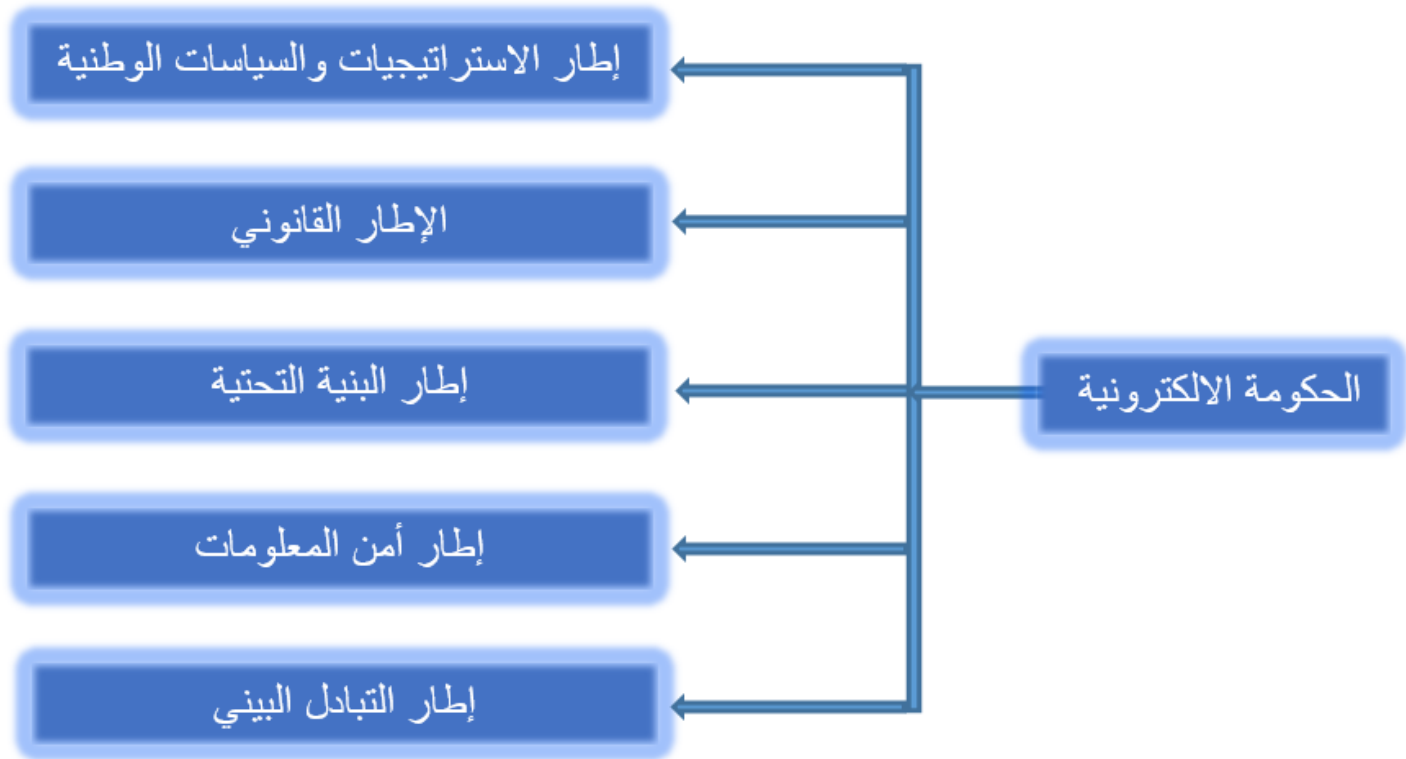 الحكومة الالكترونية
إطار الاستراتيجيات والسياسات الوطنية
الإطار القانوني
إطار البنية التحتية
إطار أمن المعلومات
إطار التبادل البيني